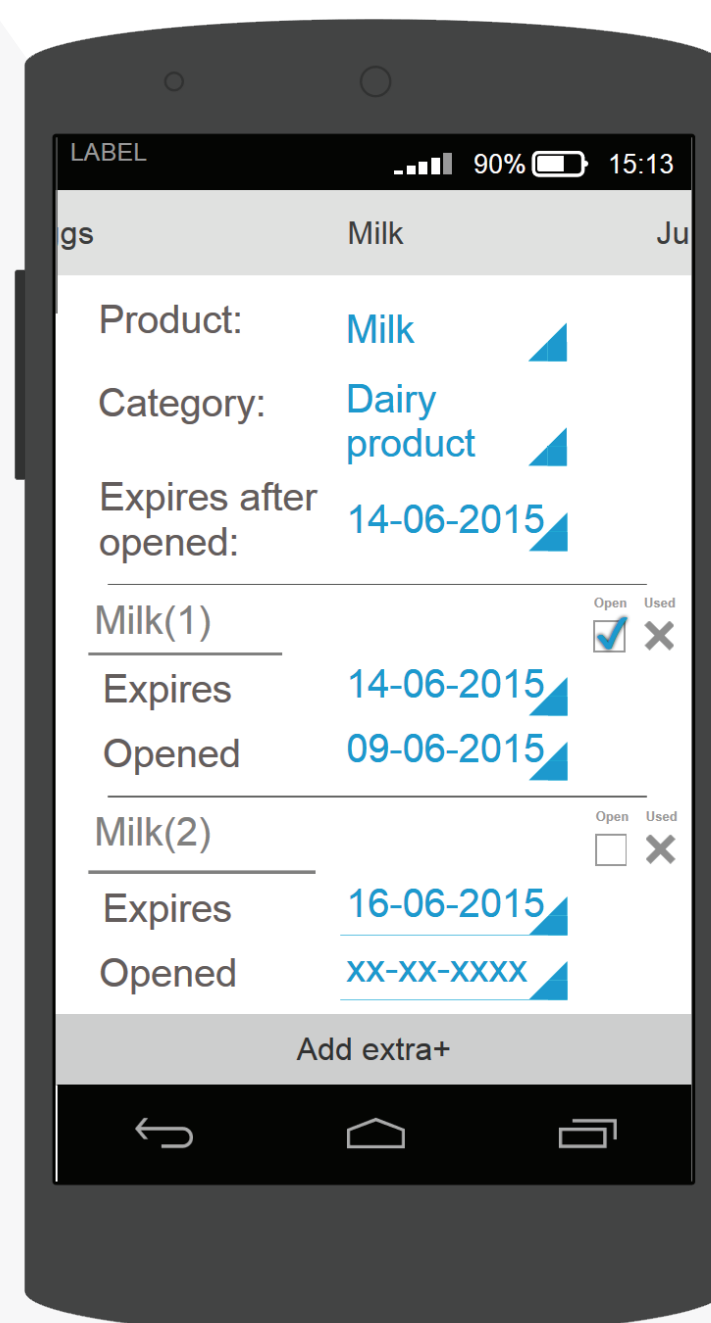 LABEL 90% 15:13
ggs Milk Ju
Product: Milk
Category: Dairy
product
Expires after
opened: 14-06-2015
Milk(1) Open Used
Expires 14-06-2015
Opened 09-06-2015
Milk(2) Open Used
Expires 16-06-2015
Opened xx-xx-xxxx
Add extra+